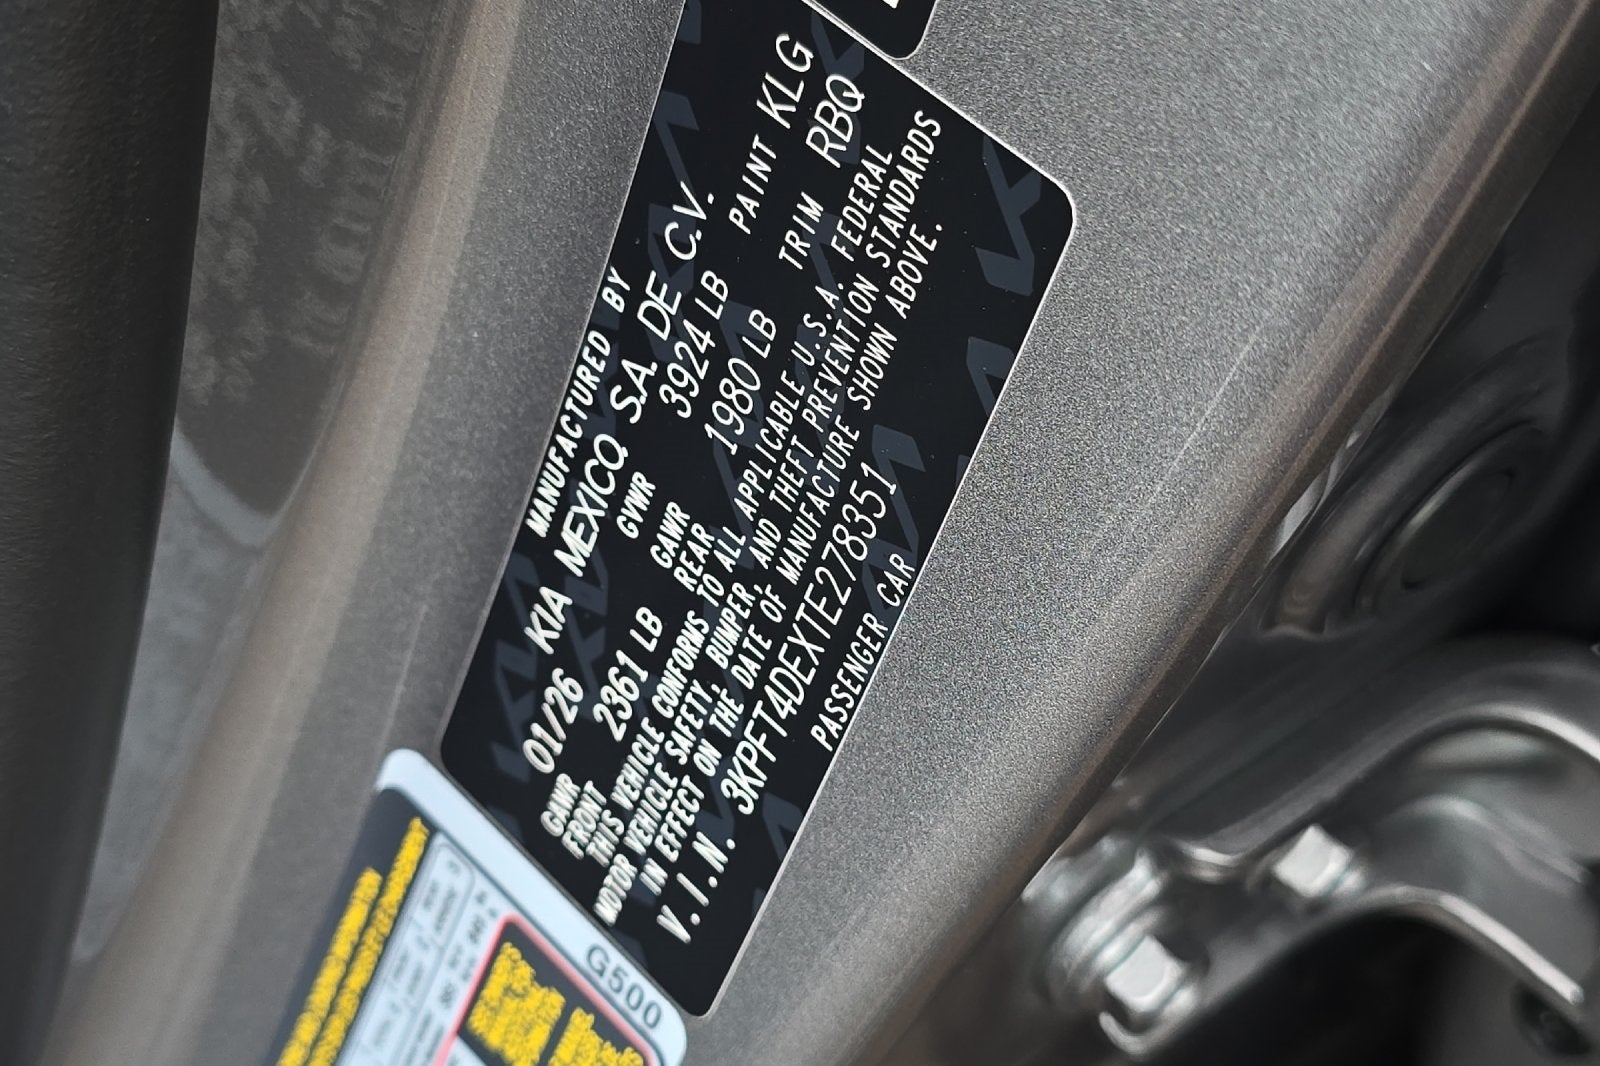 MANUFACTURED BY
01/26 KIA MEXICO, S.A. DE C.V.
GVWR 3924 LB PAINT KLG
GAWR FRONT 2361 LB GAWR REAR 1980 LB TRIM RBQ
THIS VEHICLE CONFORMS TO ALL APPLICABLE U.S.A. FEDERAL
MOTOR VEHICLE SAFETY, BUMPER, AND THEFT PREVENTION STANDARDS
IN EFFECT ON THE DATE OF MANUFACTURE SHOWN ABOVE.
V.I.N. 3KPFT4DEXTE278351
PASSENGER CAR
G500